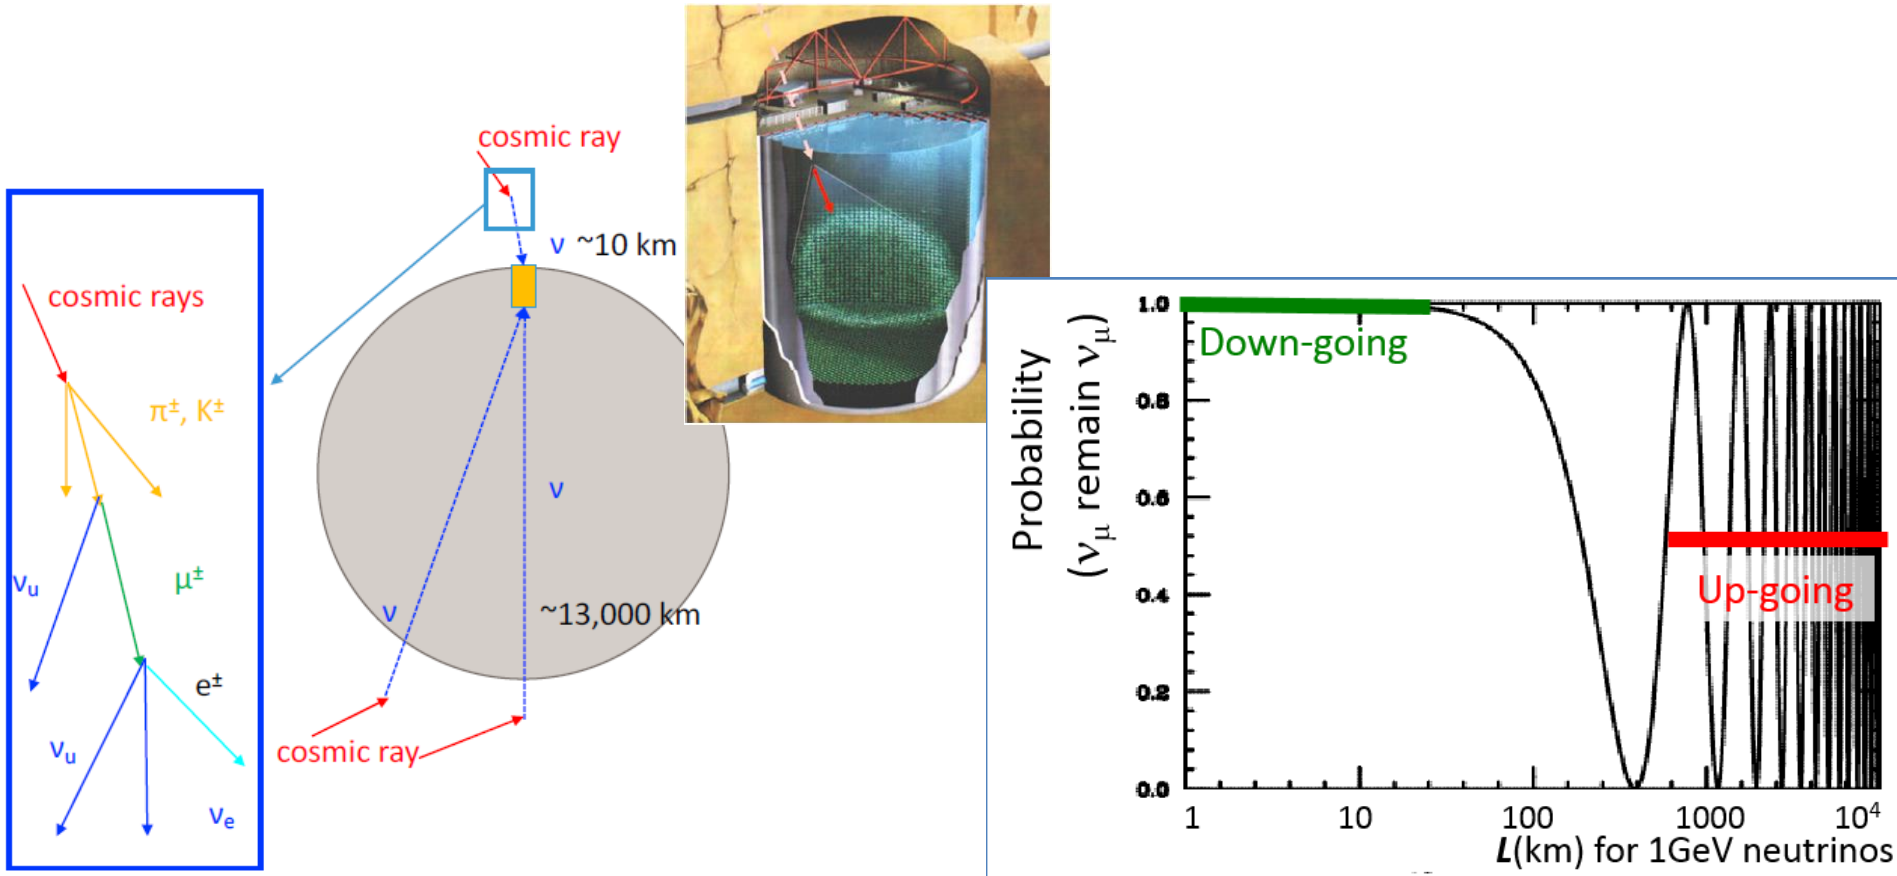 cosmic rays
π±, K±
νu
μ±
e±
νu
νe
cosmic ray
ν ~10 km
ν
ν
~13,000 km
cosmic ray
Probability
(νμ remain νμ)
1.0
0.8
0.6
0.4
0.2
0.0
Down-going
Up-going
1 10 100 1000 10⁴
L(km) for 1GeV neutrinos